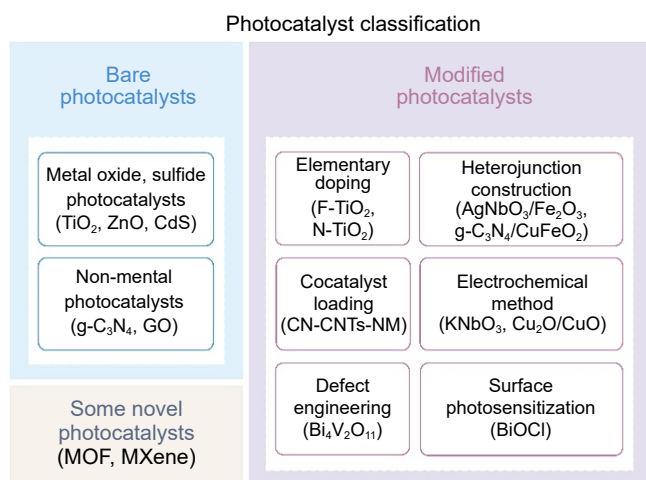 Photocatalyst classification
Bare
photocatalysts
Metal oxide, sulfide
photocatalysts
(TiO₂, ZnO, CdS)
Non-mental
photocatalysts
(g-C₃N₄, GO)
Some novel
photocatalysts
(MOF, MXene)
Modified
photocatalysts
Elementary
doping
(F-TiO₂,
N-TiO₂)
Heterojunction
construction
(AgNbO₃/Fe₂O₃,
g-C₃N₄/CuFeO₂)
Cocatalyst
loading
(CN-CNTs-NM)
Electrochemical
method
(KNbO₃, Cu₂O/CuO)
Defect
engineering
(Bi₄V₂O₁₁)
Surface
photosensitization
(BiOCl)